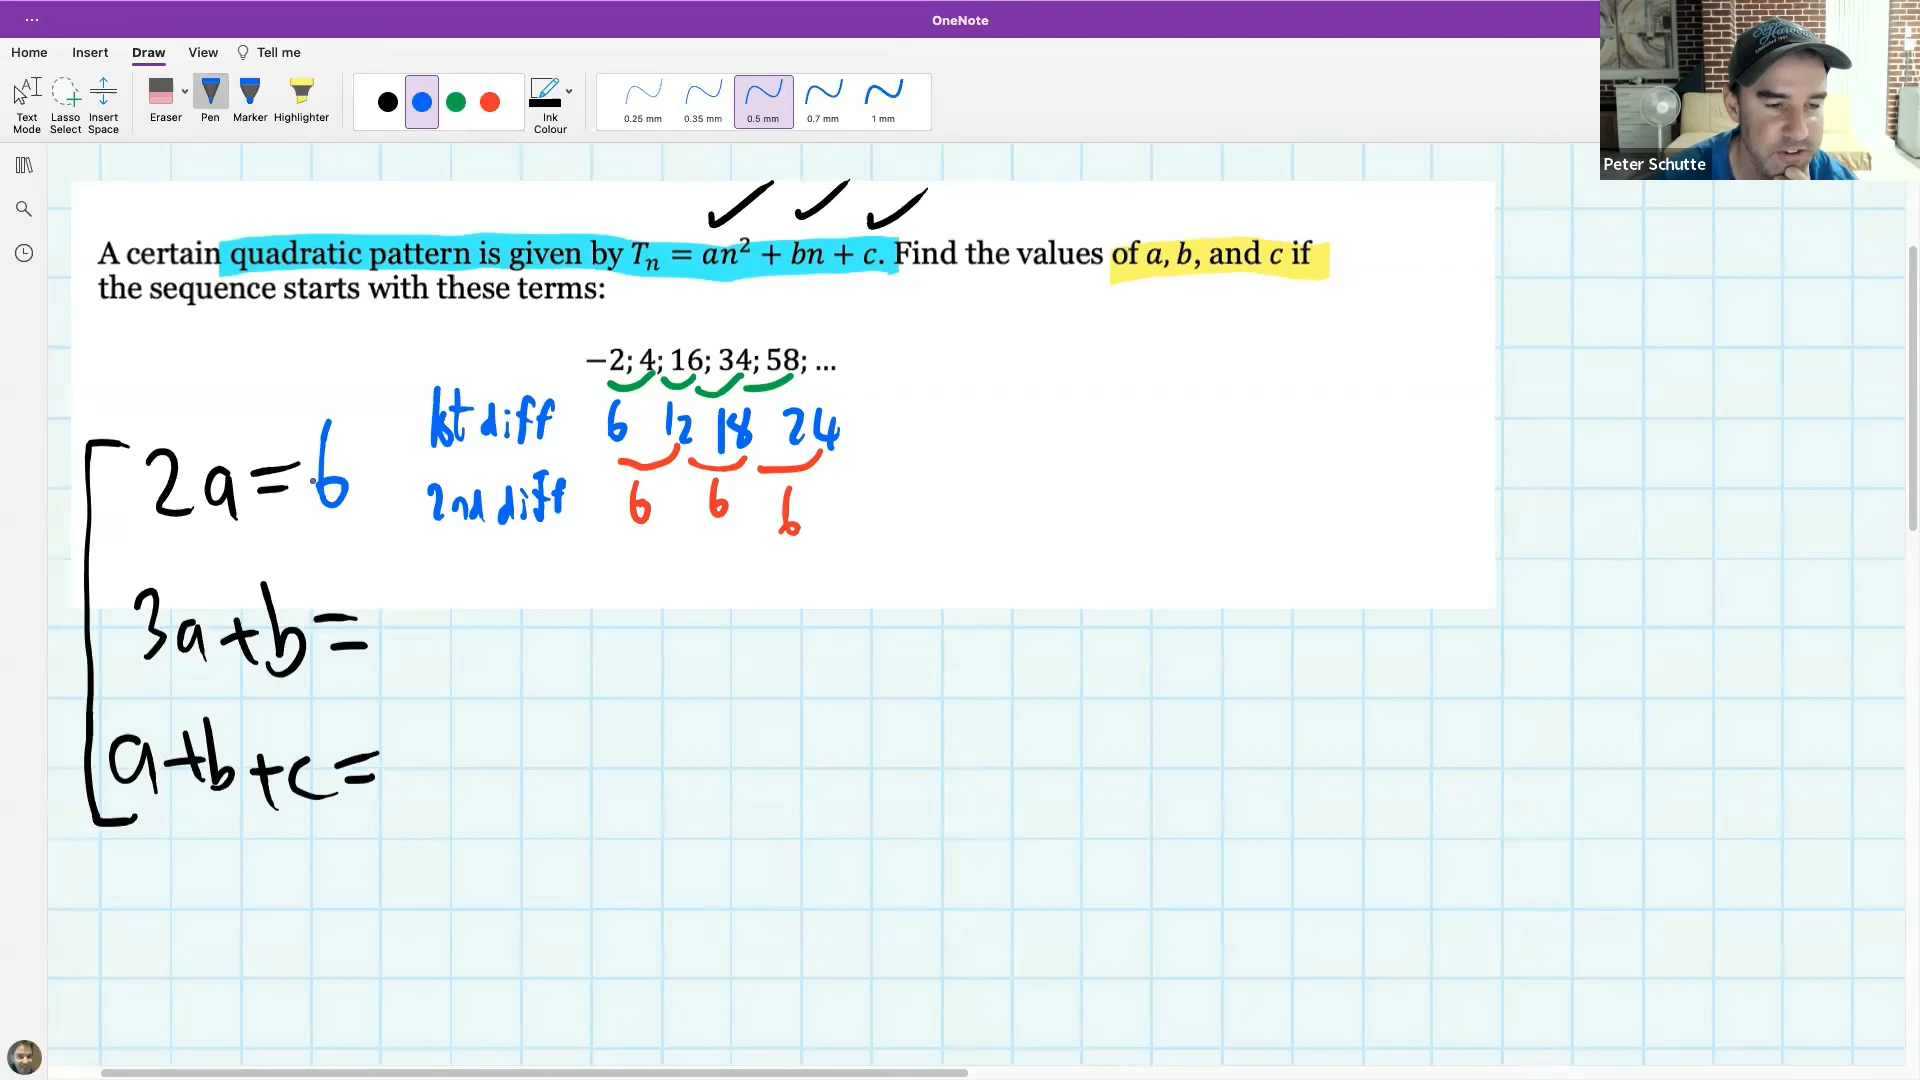 OneNote
Home Insert Draw View Tell me
Text Mode Lasso Select Insert Space Eraser Pen Marker Highlighter Ink Colour 0.25 mm 0.35 mm 0.5 mm 0.7 mm 1 mm
Peter Schutte
A certain quadratic pattern is given by Tₙ = an² + bn + c. Find the values of a, b, and c if
the sequence starts with these terms:
−2; 4; 16; 34; 58; ...
1st diff 6 12 18 24
2a = 6
2nd diff 6 6 6
3a + b =
a + b + c =